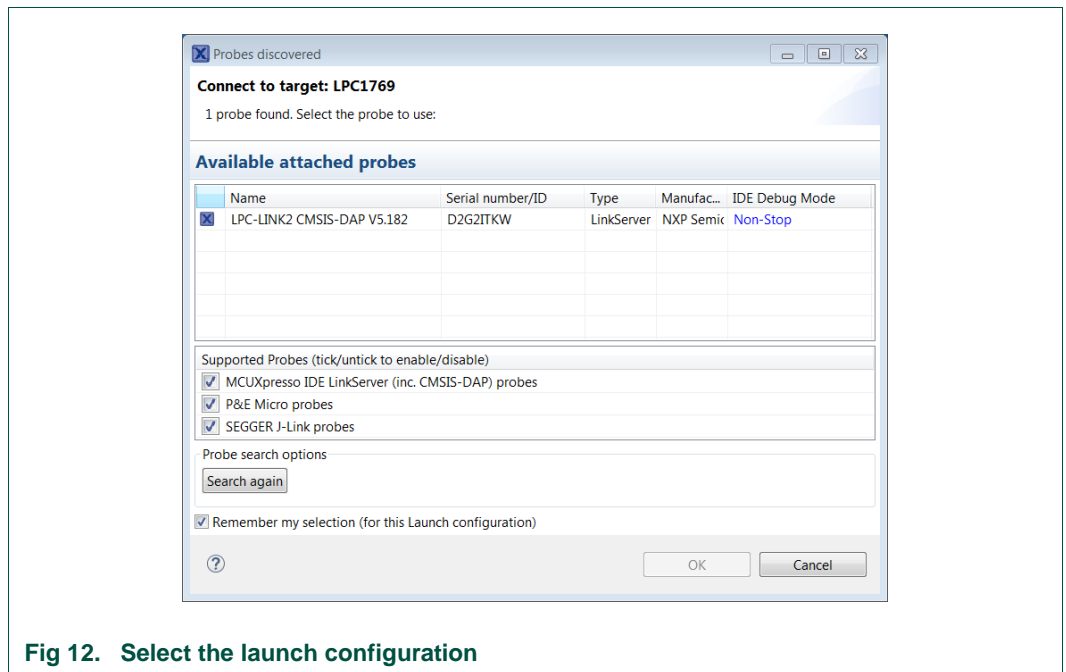 Probes discovered
Connect to target: LPC1769
1 probe found. Select the probe to use:
Available attached probes
Name Serial number/ID Type Manufac... IDE Debug Mode
LPC-LINK2 CMSIS-DAP V5.182 D2G2ITKW LinkServer NXP Semic Non-Stop
Supported Probes (tick/untick to enable/disable)
MCUXpresso IDE LinkServer (inc. CMSIS-DAP) probes
P&E Micro probes
SEGGER J-Link probes
Probe search options
Search again
Remember my selection (for this Launch configuration)
? OK Cancel
Fig 12. Select the launch configuration